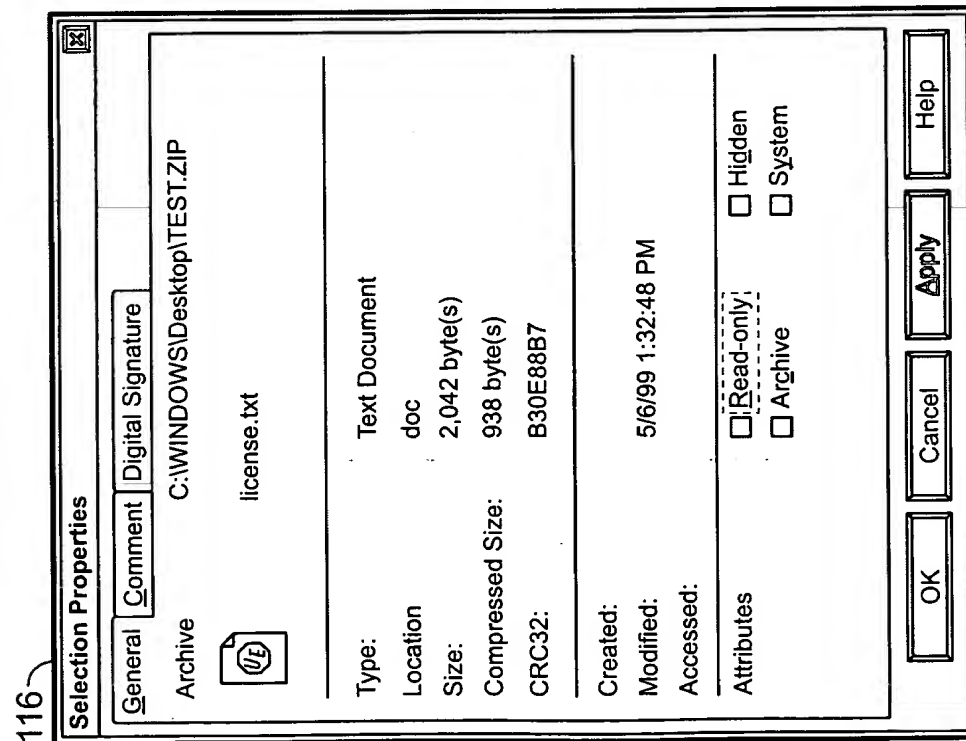 116
Selection Properties
General Comment Digital Signature
Archive C:\WINDOWS\Desktop\TEST.ZIP
UE license.txt
Type: Text Document
Location doc
Size: 2,042 byte(s)
Compressed Size: 938 byte(s)
CRC32: B30E88B7
Created:
Modified: 5/6/99 1:32:48 PM
Accessed:
Attributes Read-only Hidden
Archive System
OK Cancel Apply Help